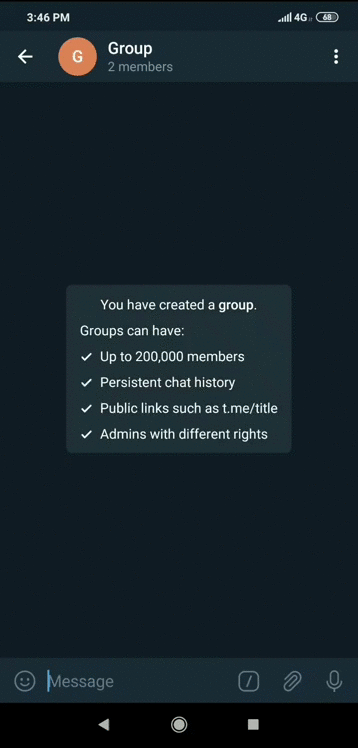 3:46 PM 4G 68
G
Group
2 members
You have created a group.
Groups can have:
Up to 200,000 members
Persistent chat history
Public links such as t.me/title
Admins with different rights
Message